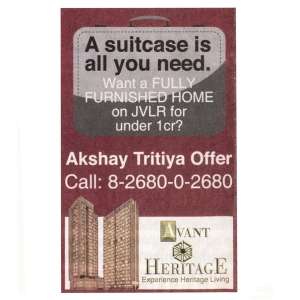 A suitcase is
all you need.
Want a FULLY
FURNISHED HOME
on JVLR for
under 1cr?
Akshay Tritiya Offer
Call: 8-2680-0-2680
AVANT
HERITAGE
Experience Heritage Living